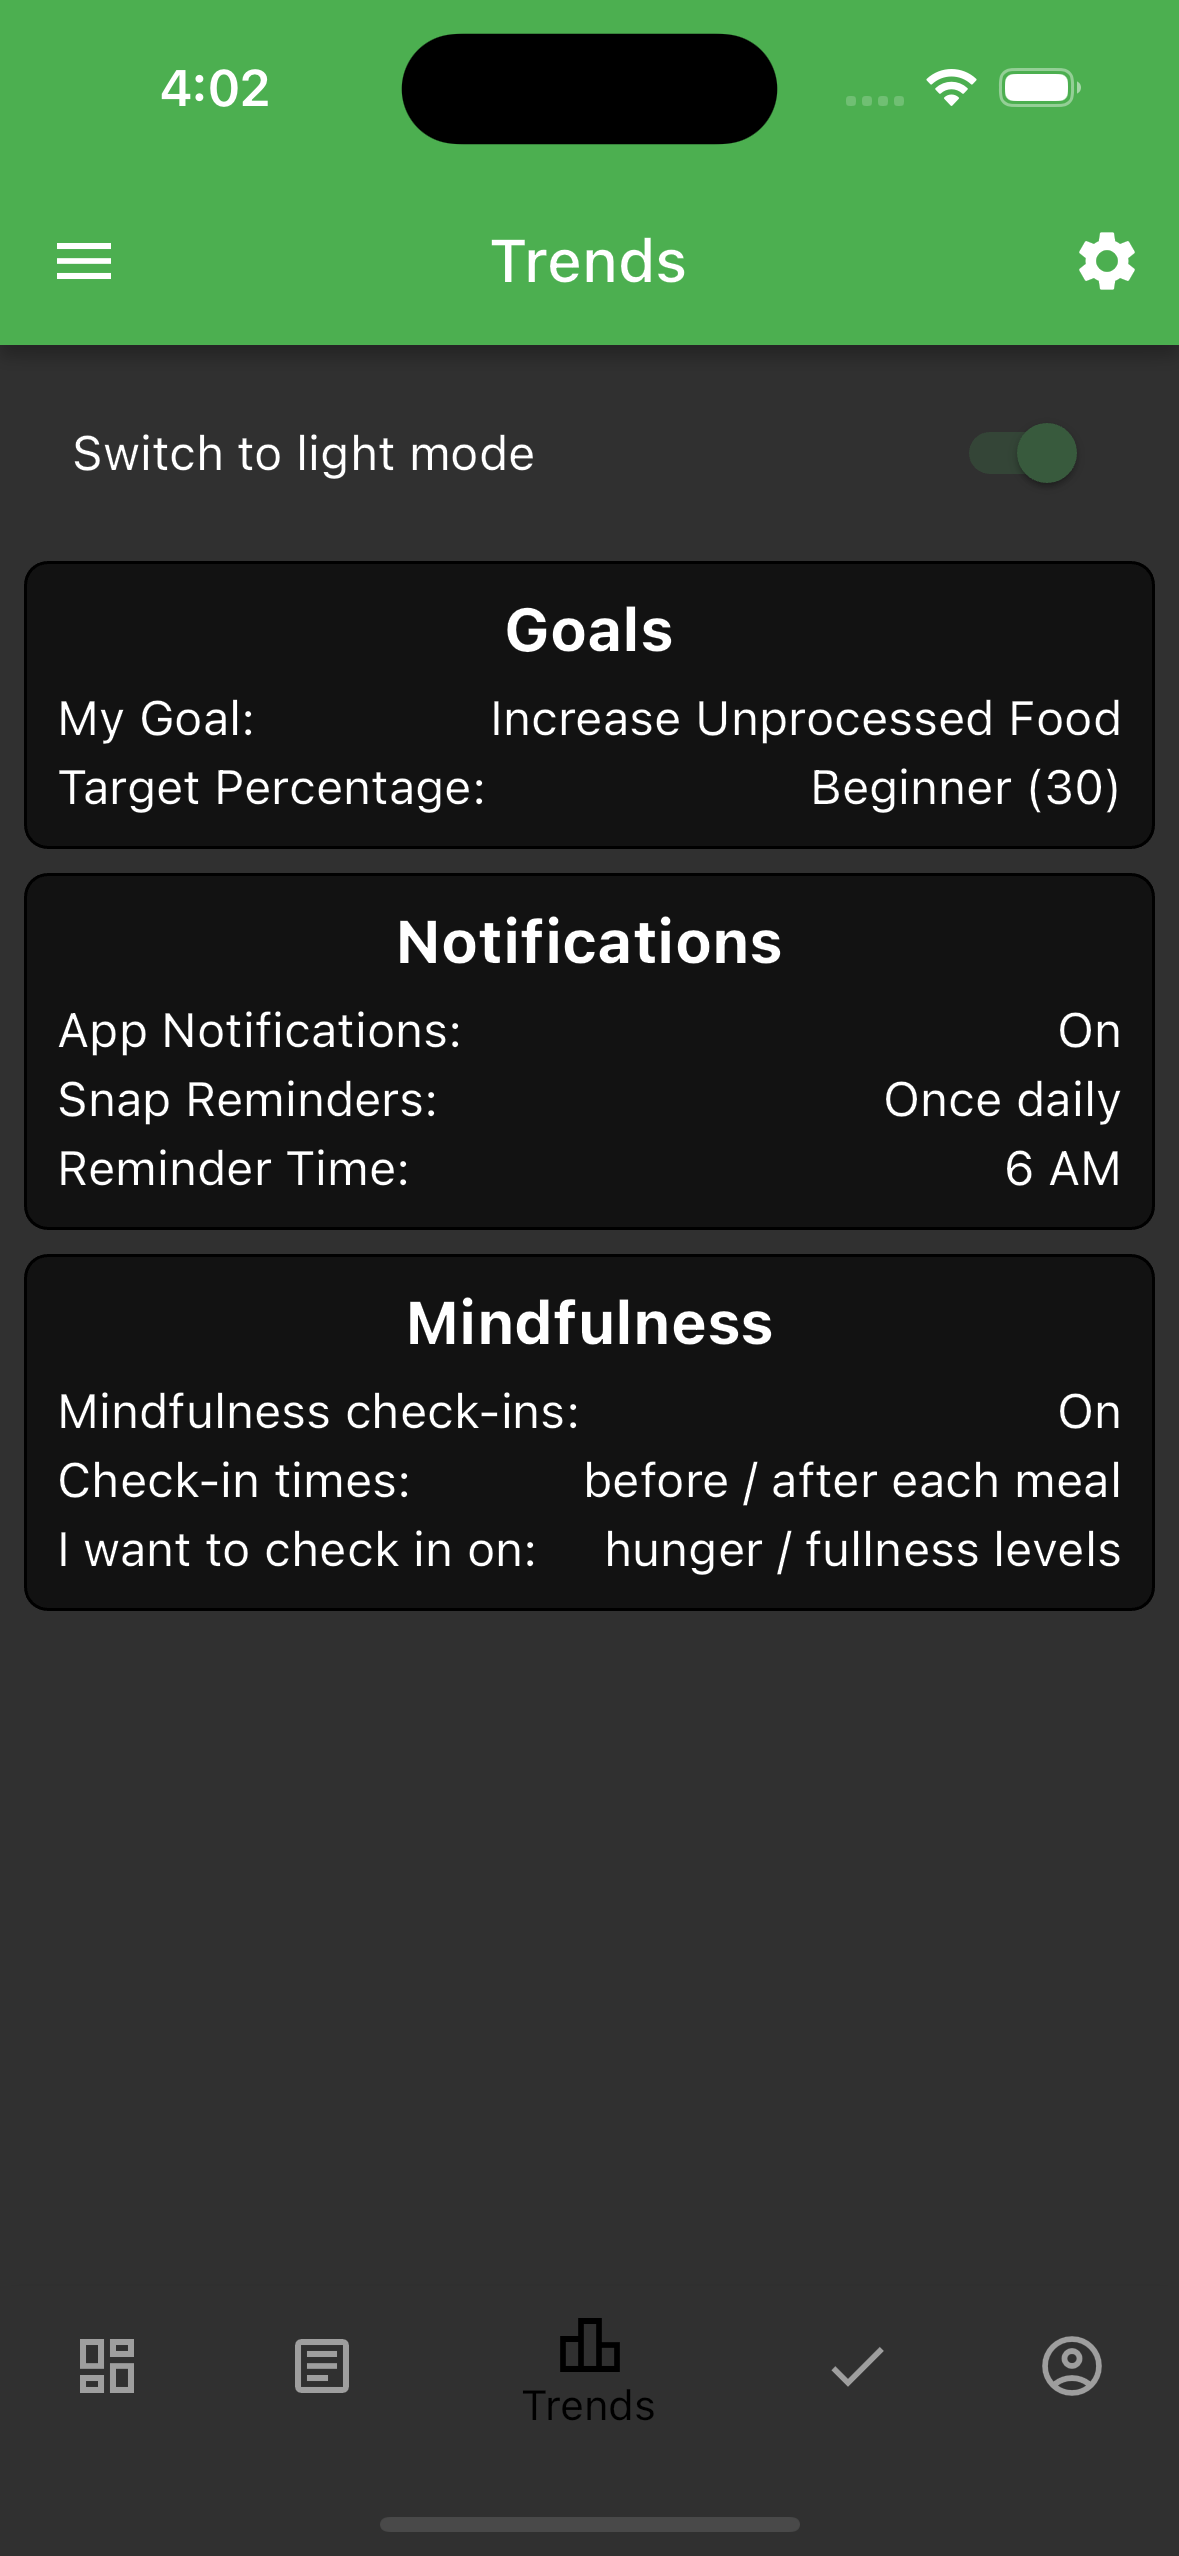 4:02
Trends
Switch to light mode
Goals
My Goal: Increase Unprocessed Food
Target Percentage: Beginner (30)
Notifications
App Notifications: On
Snap Reminders: Once daily
Reminder Time: 6 AM
Mindfulness
Mindfulness check-ins: On
Check-in times: before / after each meal
I want to check in on: hunger / fullness levels
Trends